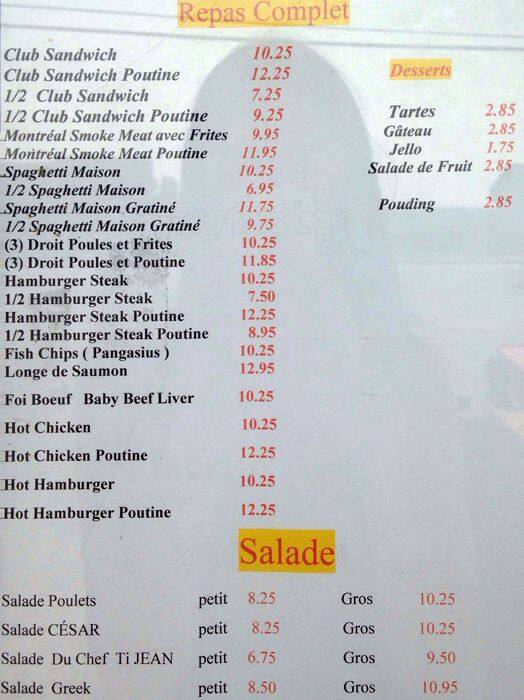 Repas Complet
Club Sandwich 10.25
Club Sandwich Poutine 12.25
1/2 Club Sandwich 7.25
1/2 Club Sandwich Poutine 9.25
Montréal Smoke Meat avec Frites 9.95
Montréal Smoke Meat Poutine 11.95
Spaghetti Maison 10.25
1/2 Spaghetti Maison 6.95
Spaghetti Maison Gratiné 11.75
1/2 Spaghetti Maison Gratiné 9.75
(3) Droit Poules et Frites 10.25
(3) Droit Poules et Poutine 11.85
Hamburger Steak 10.25
1/2 Hamburger Steak 7.50
Hamburger Steak Poutine 12.25
1/2 Hamburger Steak Poutine 8.95
Fish Chips ( Pangasius ) 10.25
Longe de Saumon 12.95
Foi Boeuf Baby Beef Liver 10.25
Hot Chicken 10.25
Hot Chicken Poutine 12.25
Hot Hamburger 10.25
Hot Hamburger Poutine 12.25
Desserts
Tartes 2.85
Gâteau 2.85
Jello 1.75
Salade de Fruit 2.85
Pouding 2.85
Salade
Salade Poulets petit 8.25 Gros 10.25
Salade CÉSAR petit 8.25 Gros 10.25
Salade Du Chef Ti JEAN petit 6.75 Gros 9.50
Salade Greek petit 8.50 Gros 10.95